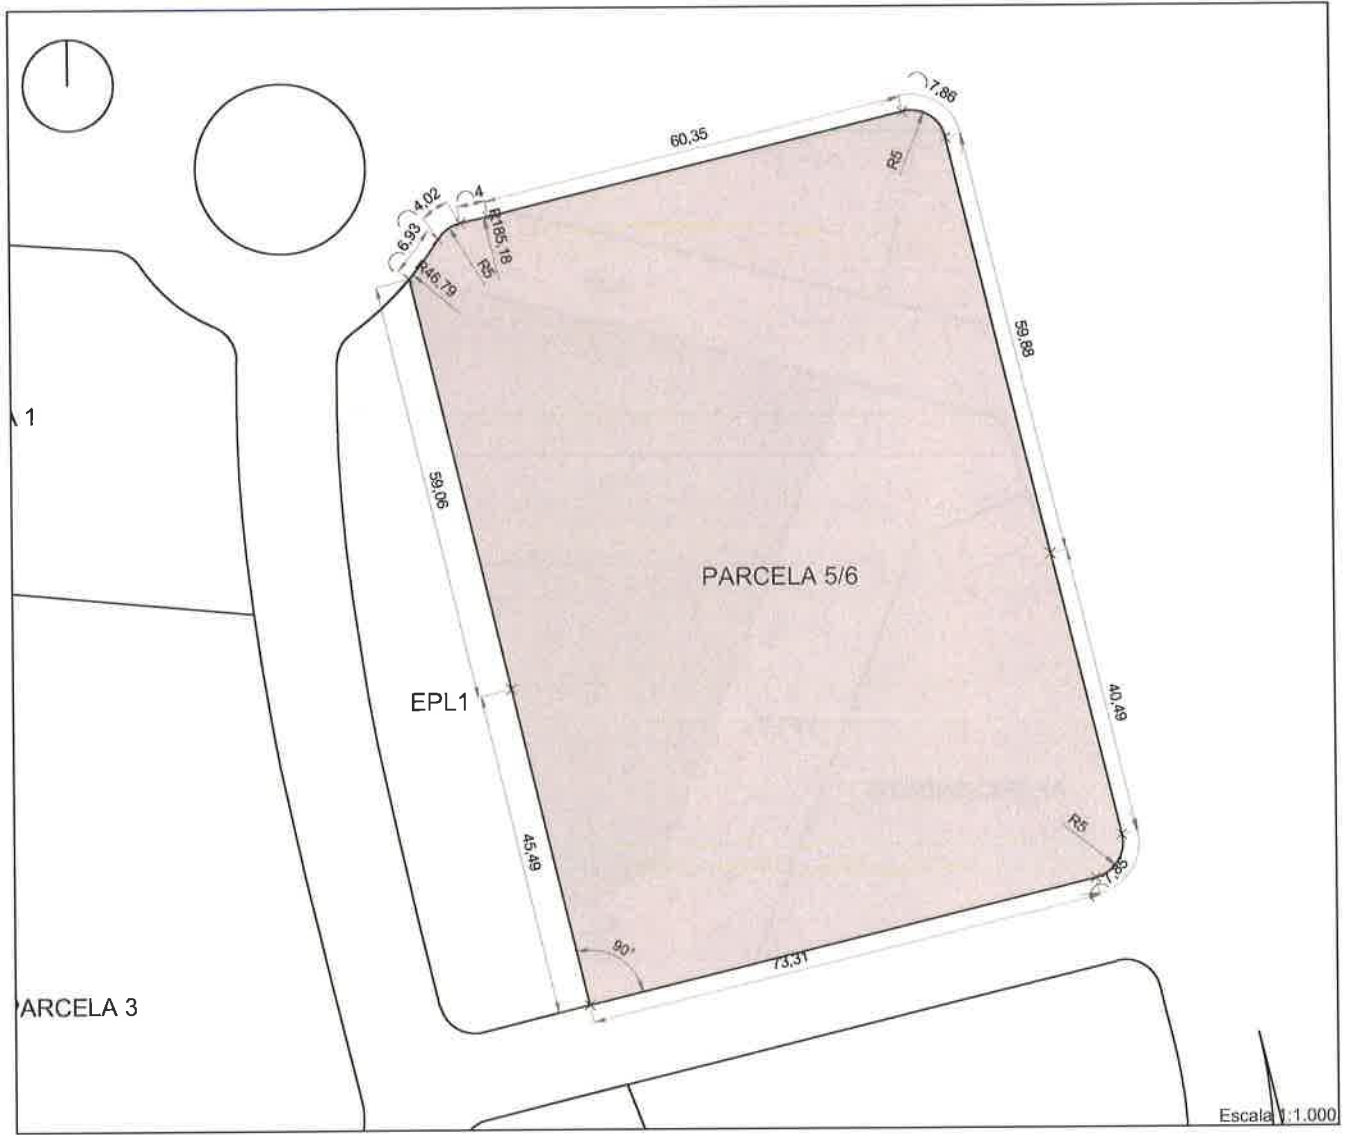 7,86
60,35
R5
4,02
4
6,93
R185,18
R5
R46,79
59,88
A 1
59,06
PARCELA 5/6
EPL1
40,49
45,49
R5
7,85
90°
73,31
PARCELA 3
Escala 1:1.000